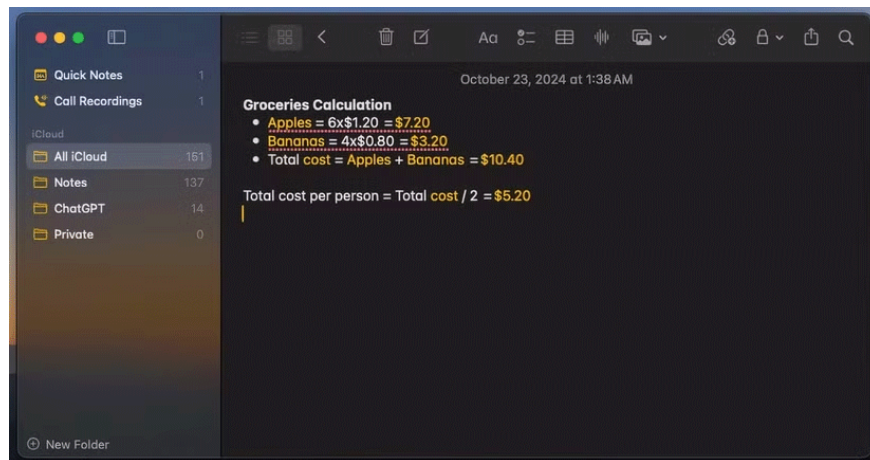 Quick Notes 1
Call Recordings 1
iCloud
All iCloud 151
Notes 137
ChatGPT 14
Private 0
New Folder
Aa
October 23, 2024 at 1:38 AM
Groceries Calculation
• Apples = 6x$1.20 = $7.20
• Bananas = 4x$0.80 = $3.20
• Total cost = Apples + Bananas = $10.40
Total cost per person = Total cost / 2 = $5.20